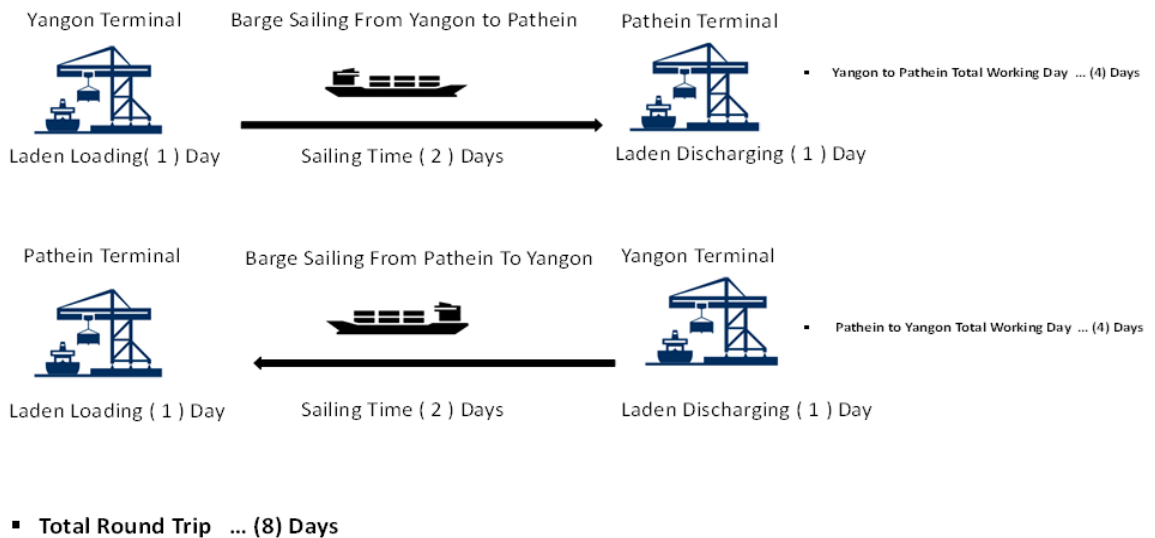 Yangon Terminal
Barge Sailing From Yangon to Pathein
Pathein Terminal
▪ Yangon to Pathein Total Working Day ... (4) Days
Laden Loading( 1 ) Day
Sailing Time ( 2 ) Days
Laden Discharging ( 1 ) Day
Pathein Terminal
Barge Sailing From Pathein To Yangon
Yangon Terminal
▪ Pathein to Yangon Total Working Day ... (4) Days
Laden Loading ( 1 ) Day
Sailing Time ( 2 ) Days
Laden Discharging ( 1 ) Day
▪ Total Round Trip ... (8) Days